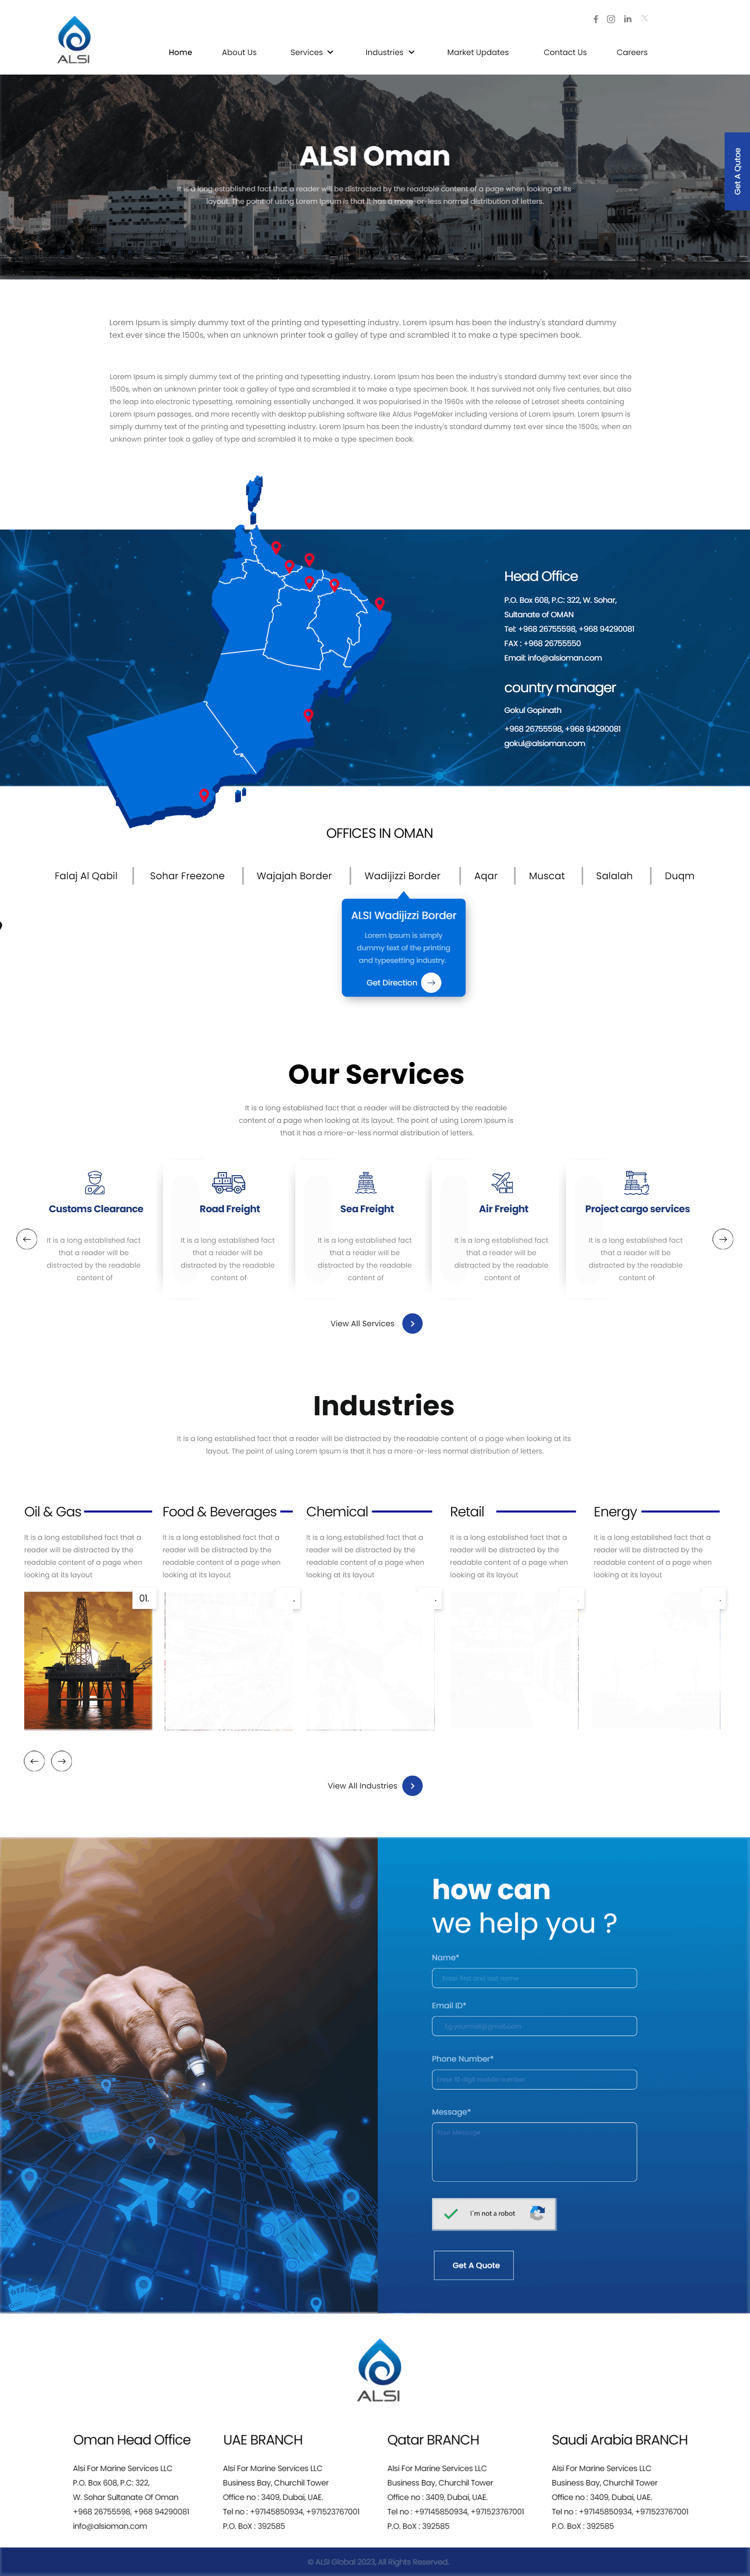 ALSI
Home
About Us
Services
Industries
Market Updates
Contact Us
Careers
ALSI Oman
It is a long established fact that a reader will be distracted by the readable content of a page when looking at its
layout. The point of using Lorem Ipsum is that it has a more-or-less normal distribution of letters.
Get A Qutoe
Lorem Ipsum is simply dummy text of the printing and typesetting industry. Lorem Ipsum has been the industry's standard dummy
text ever since the 1500s, when an unknown printer took a galley of type and scrambled it to make a type specimen book.
Lorem Ipsum is simply dummy text of the printing and typesetting industry. Lorem Ipsum has been the industry's standard dummy text ever since the
1500s, when an unknown printer took a galley of type and scrambled it to make a type specimen book. It has survived not only five centuries, but also
the leap into electronic typesetting, remaining essentially unchanged. It was popularised in the 1960s with the release of Letraset sheets containing
Lorem Ipsum passages, and more recently with desktop publishing software like Aldus PageMaker including versions of Lorem Ipsum. Lorem Ipsum is
simply dummy text of the printing and typesetting industry. Lorem Ipsum has been the industry's standard dummy text ever since the 1500s, when an
unknown printer took a galley of type and scrambled it to make a type specimen book.
Head Office
P.O. Box 608, P.C: 322, W. Sohar,
Sultanate of OMAN
Tel: +968 26755598, +968 94290081
FAX : +968 26755550
Email: info@alsioman.com
country manager
Gokul Gopinath
+968 26755598, +968 94290081
gokul@alsioman.com
OFFICES IN OMAN
Falaj Al Qabil
Sohar Freezone
Wajajah Border
Wadijizzi Border
Aqar
Muscat
Salalah
Duqm
ALSI Wadijizzi Border
Lorem Ipsum is simply
dummy text of the printing
and typesetting industry.
Get Direction
Our Services
It is a long established fact that a reader will be distracted by the readable
content of a page when looking at its layout. The point of using Lorem Ipsum is
that it has a more-or-less normal distribution of letters.
Customs Clearance
It is a long established fact
that a reader will be
distracted by the readable
content of
Road Freight
It is a long established fact
that a reader will be
distracted by the readable
content of
Sea Freight
It is a long established fact
that a reader will be
distracted by the readable
content of
Air Freight
It is a long established fact
that a reader will be
distracted by the readable
content of
Project cargo services
It is a long established fact
that a reader will be
distracted by the readable
content of
View All Services
Industries
It is a long established fact that a reader will be distracted by the readable content of a page when looking at its
layout. The point of using Lorem Ipsum is that it has a more-or-less normal distribution of letters.
Oil & Gas
It is a long established fact that a
reader will be distracted by the
readable content of a page when
looking at its layout
01.
Food & Beverages
It is a long established fact that a
reader will be distracted by the
readable content of a page when
looking at its layout
Chemical
It is a long established fact that a
reader will be distracted by the
readable content of a page when
looking at its layout
Retail
It is a long established fact that a
reader will be distracted by the
readable content of a page when
looking at its layout
Energy
It is a long established fact that a
reader will be distracted by the
readable content of a page when
looking at its layout
View All Industries
how can
we help you ?
Name*
Enter first and last name
Email ID*
Eg:yourmail@gmail.com
Phone Number*
Enter 10 digit mobile number
Message*
Your Message
I'm not a robot
Get A Quote
ALSI
Oman Head Office
Alsi For Marine Services LLC
P.O. Box 608, P.C: 322,
W. Sohar Sultanate Of Oman
+968 26755598, +968 94290081
info@alsioman.com
UAE BRANCH
Alsi For Marine Services LLC
Business Bay, Churchil Tower
Office no : 3409, Dubai, UAE.
Tel no : +97145850934, +971523767001
P.O. BoX : 392585
Qatar BRANCH
Alsi For Marine Services LLC
Business Bay, Churchil Tower
Office no : 3409, Dubai, UAE.
Tel no : +97145850934, +971523767001
P.O. BoX : 392585
Saudi Arabia BRANCH
Alsi For Marine Services LLC
Business Bay, Churchil Tower
Office no : 3409, Dubai, UAE.
Tel no : +97145850934, +971523767001
P.O. BoX : 392585
© ALSI Global 2023, All Rights Reserved.